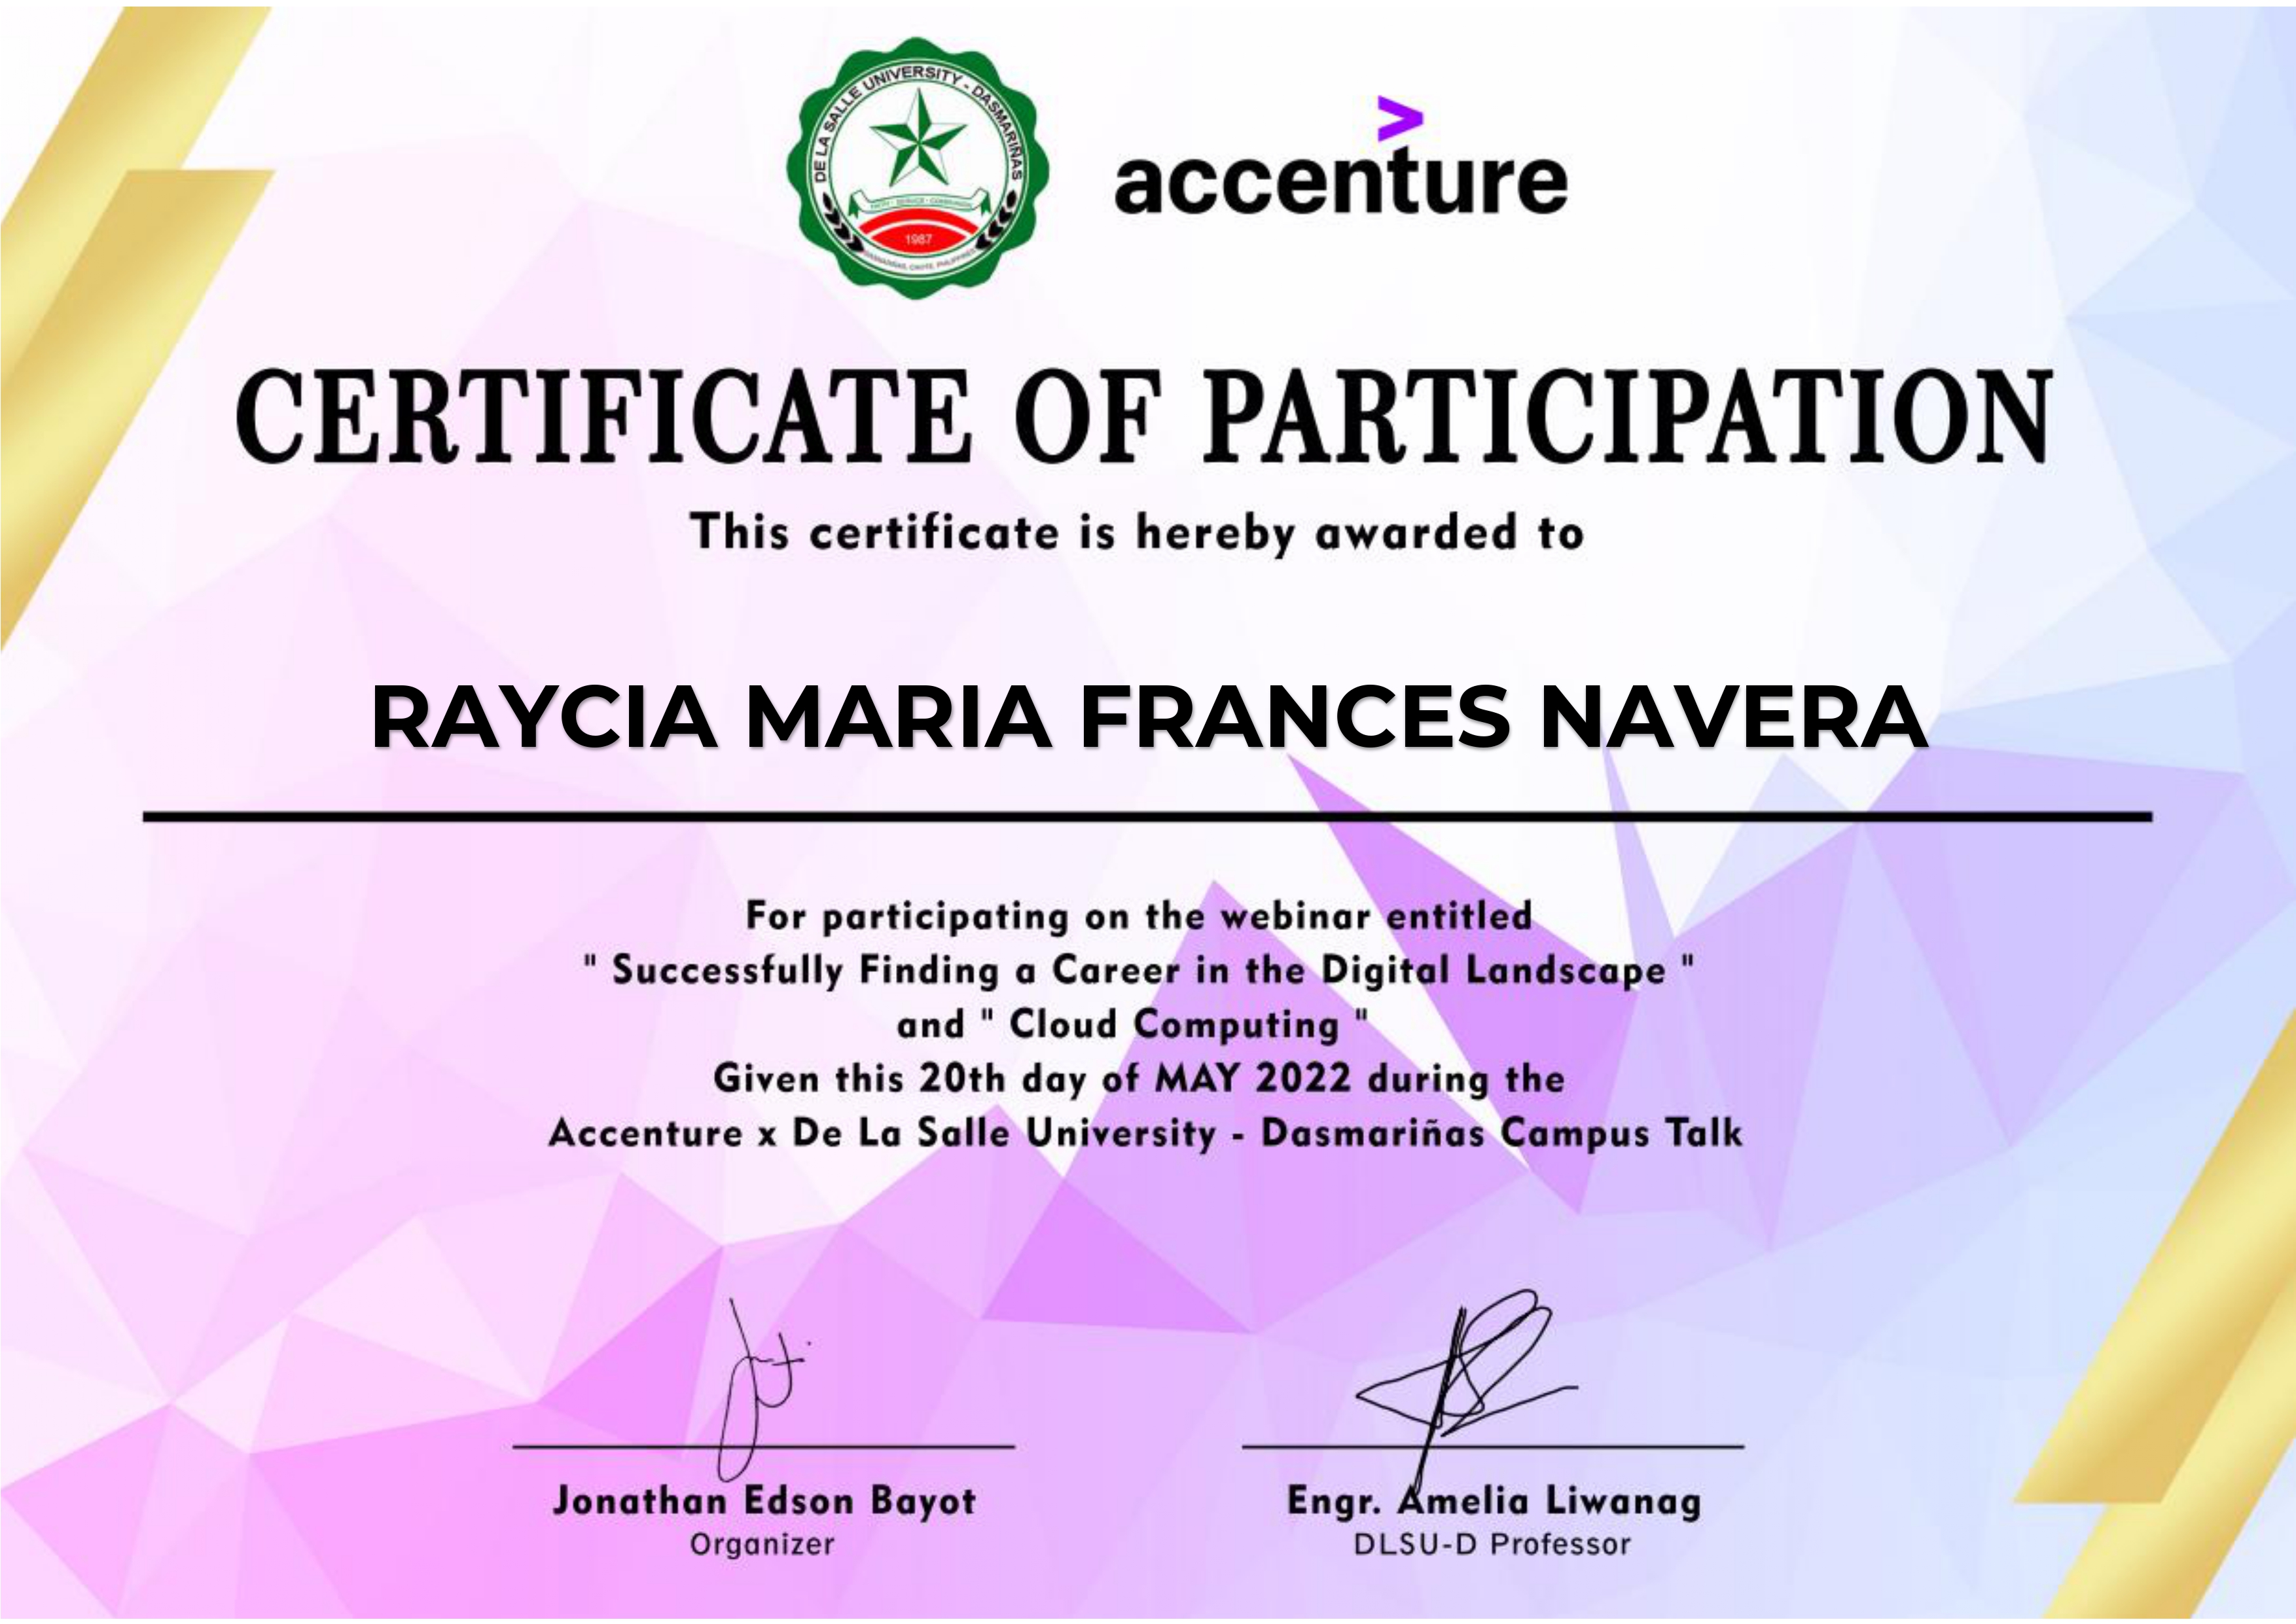 DE LA SALLE UNIVERSITY - DASMARIÑAS
FAITH · SERVICE · COMMUNION
1987
DASMARIÑAS, CAVITE, PHILIPPINES
accenture
CERTIFICATE OF PARTICIPATION
This certificate is hereby awarded to
RAYCIA MARIA FRANCES NAVERA
For participating on the webinar entitled
" Successfully Finding a Career in the Digital Landscape "
and " Cloud Computing "
Given this 20th day of MAY 2022 during the
Accenture x De La Salle University - Dasmariñas Campus Talk
Jonathan Edson Bayot
Organizer
Engr. Amelia Liwanag
DLSU-D Professor